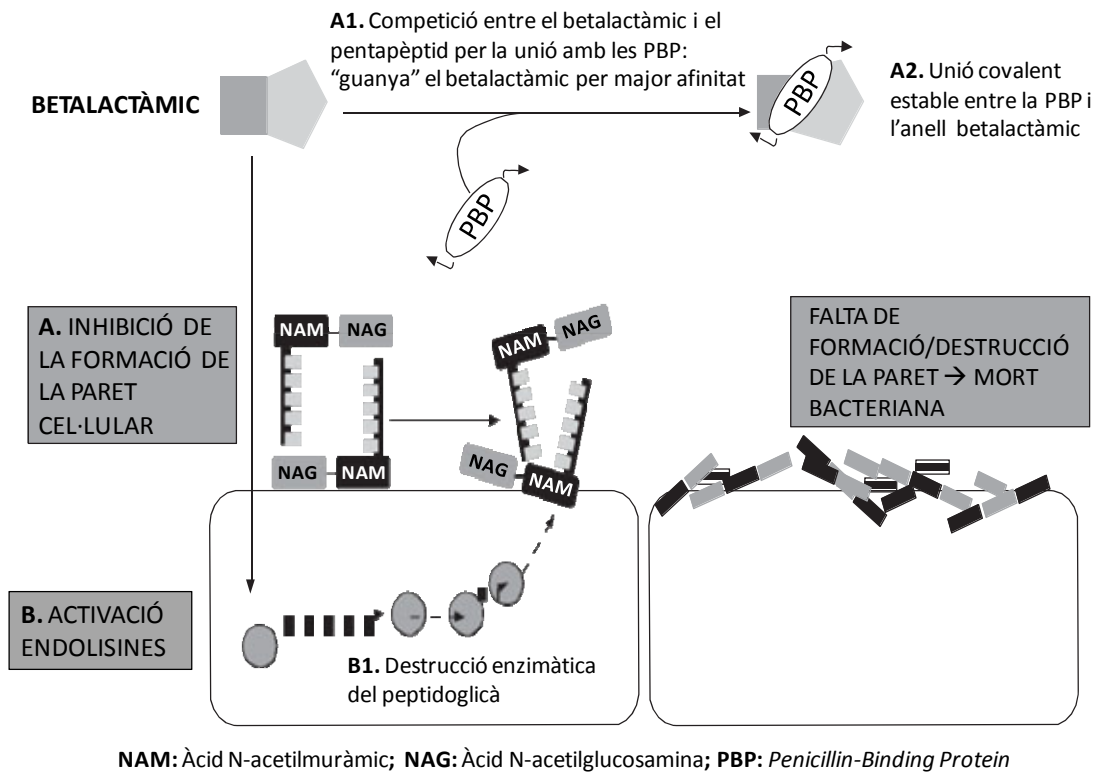 A1. Competició entre el betalactàmic i el
pentapèptid per la unió amb les PBP:
“guanya” el betalactàmic per major afinitat
BETALACTÀMIC
PBP
A2. Unió covalent
estable entre la PBP i
l’anell betalactàmic
PBP
A. INHIBICIÓ DE
LA FORMACIÓ DE
LA PARET
CEL·LULAR
NAM NAG
NAG NAM
NAM NAG
NAG NAM
FALTA DE
FORMACIÓ/DESTRUCCIÓ
DE LA PARET → MORT
BACTERIANA
B. ACTIVACIÓ
ENDOLISINES
B1. Destrucció enzimàtica
del peptidoglicà
NAM: Àcid N-acetilmuràmic; NAG: Àcid N-acetilglucosamina; PBP: Penicillin-Binding Protein